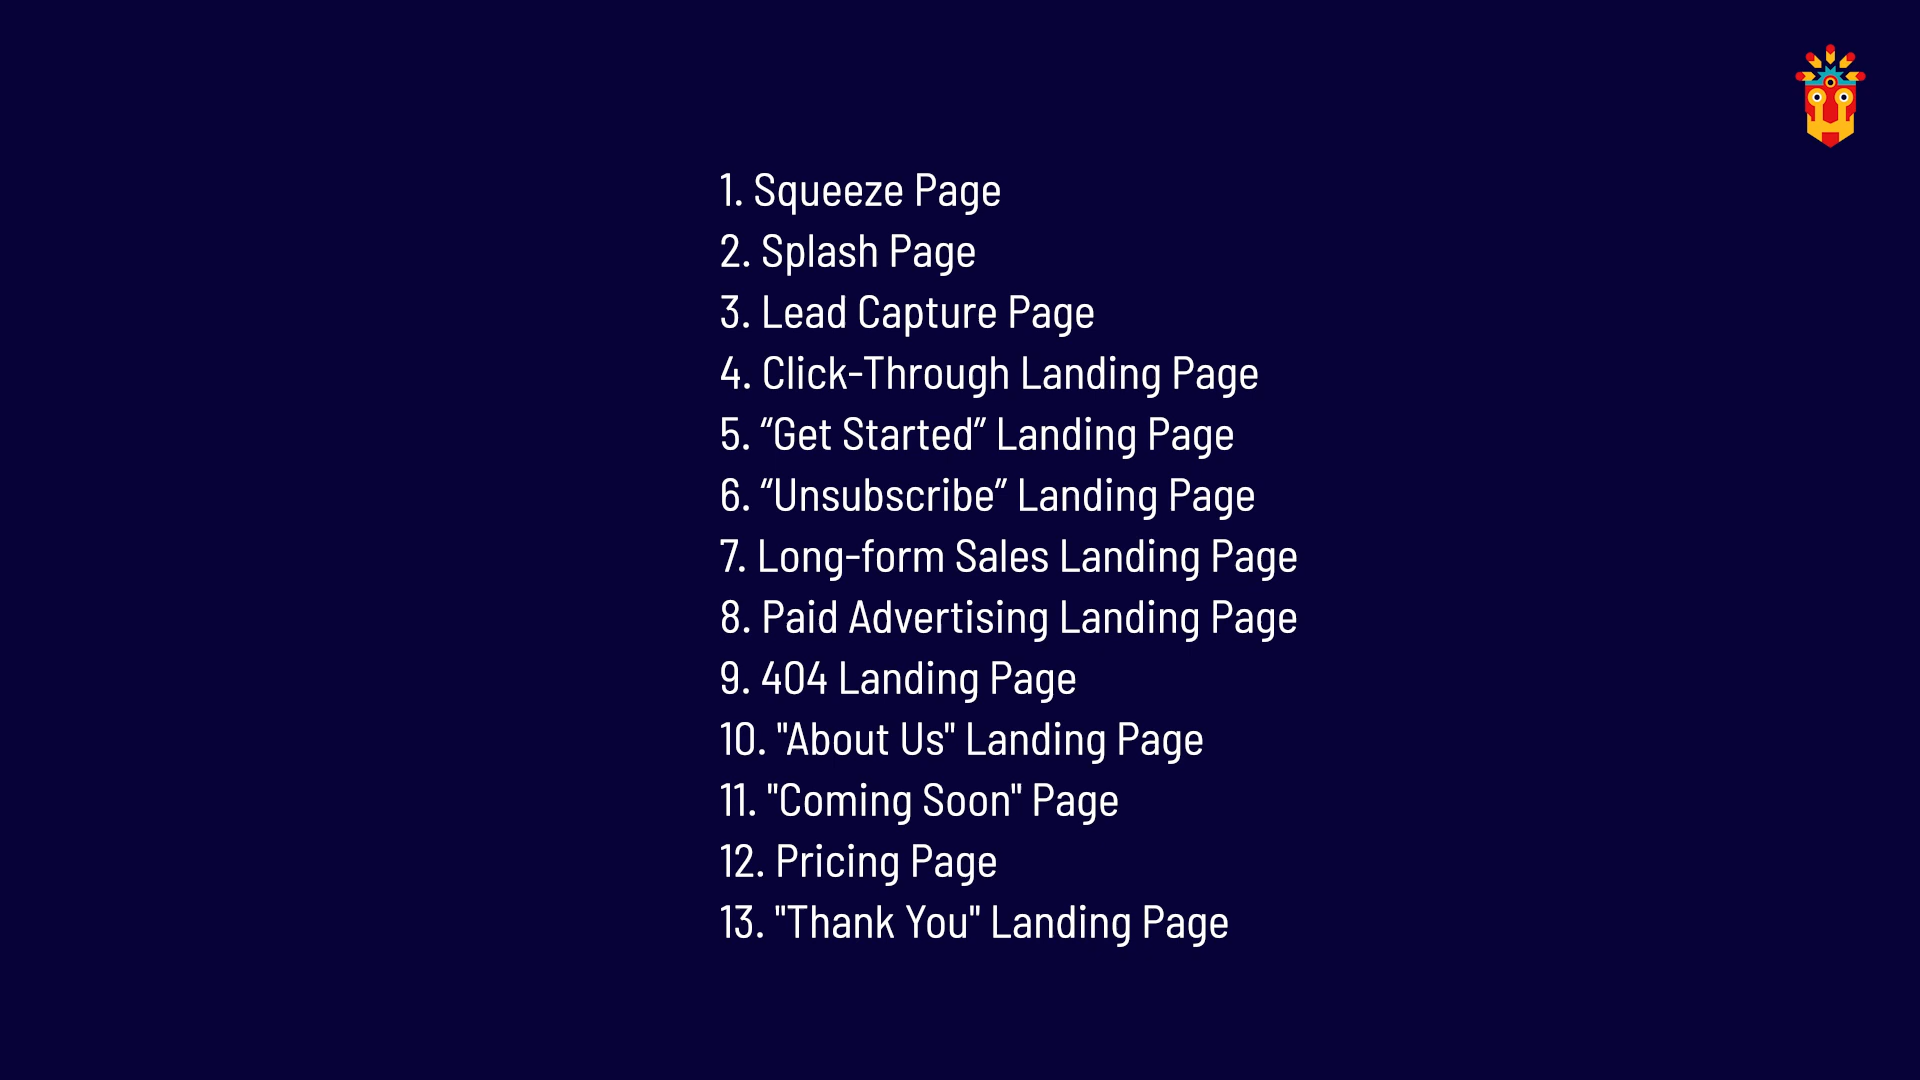 1. Squeeze Page
2. Splash Page
3. Lead Capture Page
4. Click-Through Landing Page
5. “Get Started” Landing Page
6. “Unsubscribe” Landing Page
7. Long-form Sales Landing Page
8. Paid Advertising Landing Page
9. 404 Landing Page
10. "About Us" Landing Page
11. "Coming Soon" Page
12. Pricing Page
13. "Thank You" Landing Page